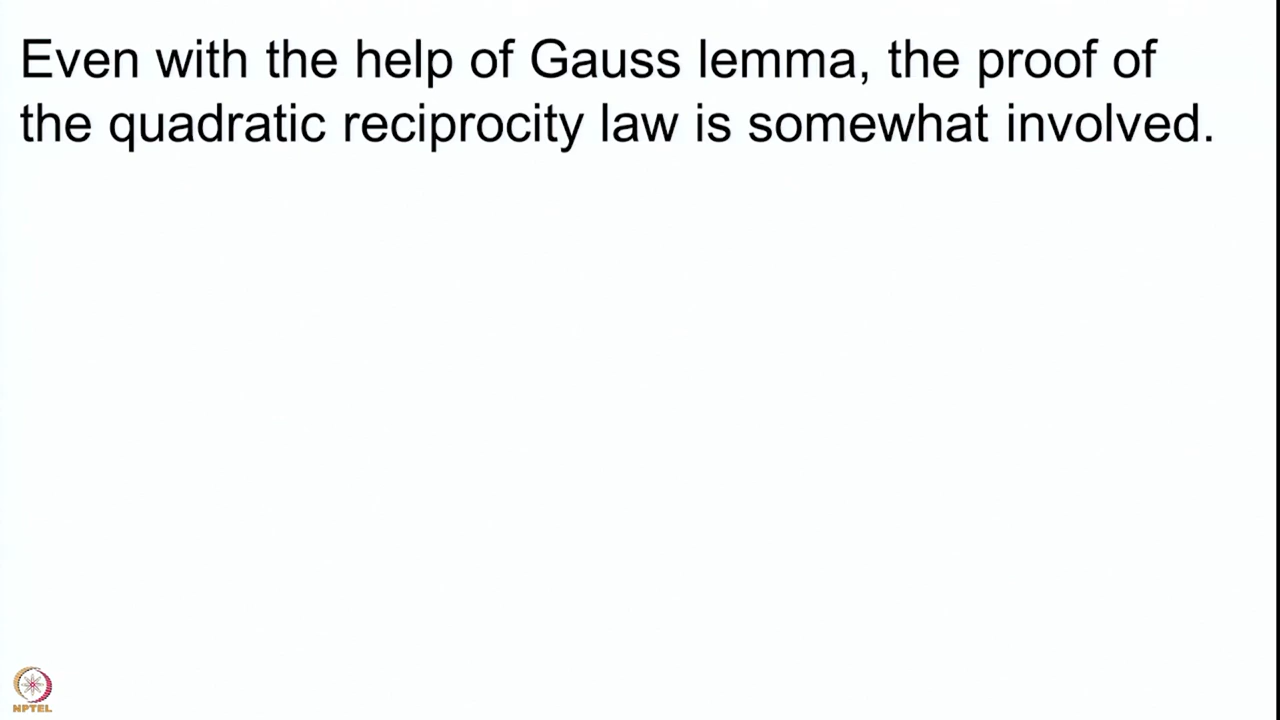 Even with the help of Gauss lemma, the proof of
the quadratic reciprocity law is somewhat involved.
NPTEL